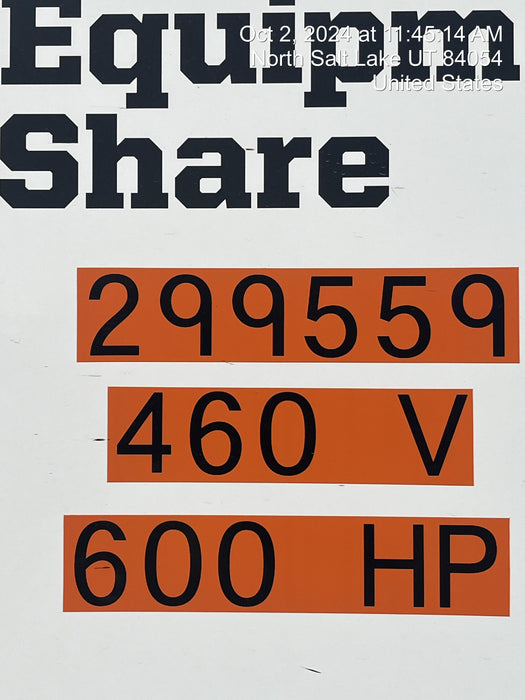 Equipm
Oct 2, 2024 at 11:45:14 AM
North Salt Lake UT 84054
United States
Share
299559
460 V
600 HP